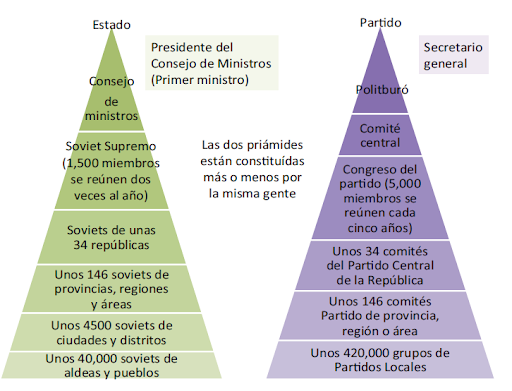 Estado
Presidente del
Consejo de Ministros
(Primer ministro)
Consejo
de
ministros
Soviet Supremo
(1,500 miembros
se reúnen dos
veces al año)
Soviets de unas
34 repúblicas
Unos 146 soviets de
provincias, regiones
y áreas
Unos 4500 soviets de
ciudades y distritos
Unos 40,000 soviets de
aldeas y pueblos
Las dos priámides
están constituídas
más o menos por
la misma gente
Partido
Secretario
general
Politburó
Comité
central
Congreso del
partido (5,000
miembros se
reúnen cada
cinco años)
Unos 34 comités
del Partido Central
de la República
Unos 146 comités
Partido de provincia,
región o área
Unos 420,000 grupos de
Partidos Locales